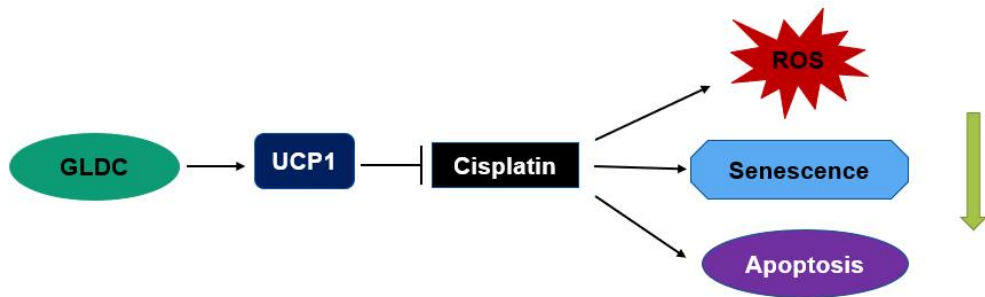 ROS
GLDC
UCP1
Cisplatin
Senescence
Apoptosis